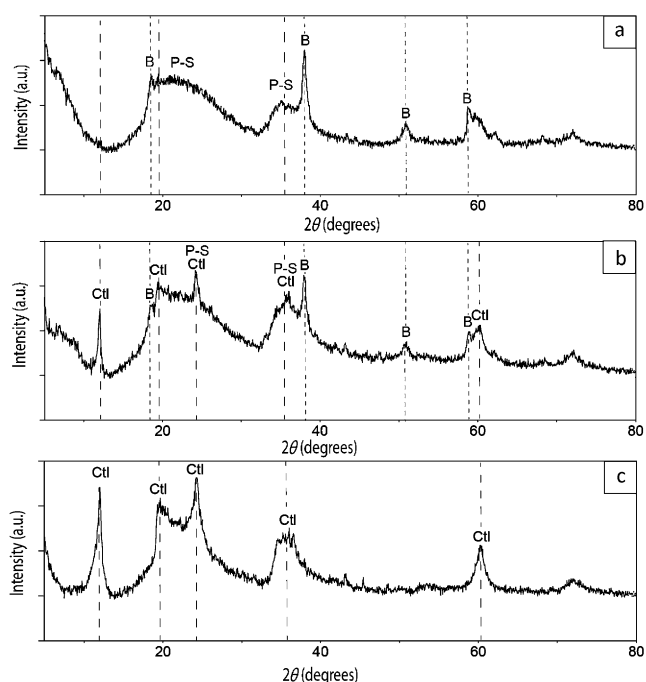 a
B
P-S
P-S
B
B
B
Intensity (a.u.)
20 40 60 80
2θ (degrees)
b
P-S
Ctl
B
Ctl
Ctl
P-S
Ctl
B
B
B
Ctl
Intensity (a.u.)
20 40 60 80
2θ (degrees)
c
Ctl
Ctl
Ctl
Ctl
Ctl
Intensity (a.u.)
20 40 60 80
2θ (degrees)